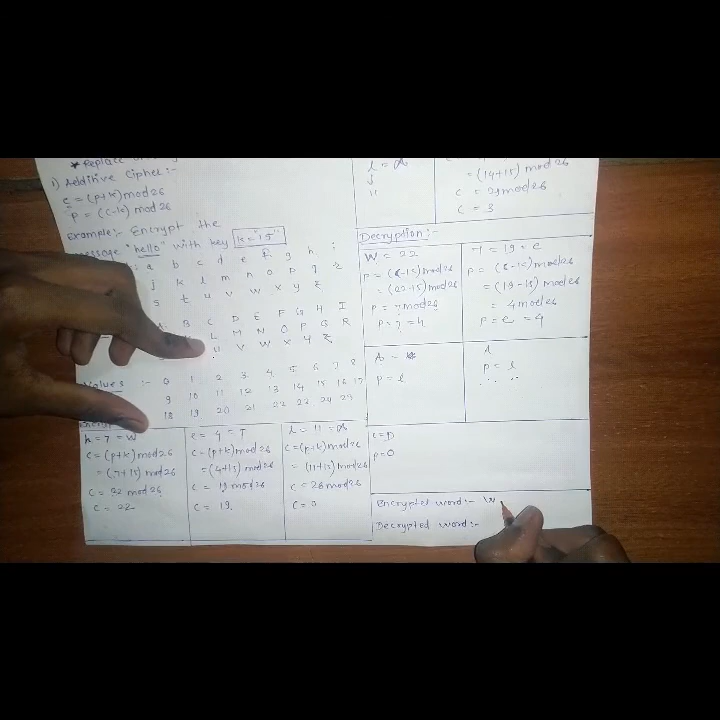 * Replace
1) Additive Cipher:-
C = (P+k) mod 26
P = (C-k) mod 26
Example:- Encrypt the
message "hello" with key k="15"
a b c d e f g h i
j k l m n o p q r
s t u v w x y z
A B C D E F G H I
L M N O P Q R
U V W X Y Z
Values :- 0 1 2 3 4 5 6 7 8
9 10 11 12 13 14 15 16 17
18 19 20 21 22 23 24 25
h = 7 = W
C = (P+k) mod 26
= (7+15) mod 26
C = 22 mod 26
C = 22
e = 4 = T
C = (P+k) mod 26
= (4+15) mod 26
C = 19 mod 26
C = 19
l = 11 = A
C = (P+k) mod 26
= (11+15) mod 26
C = 26 mod 26
C = 0
l = A
= (14+15) mod 26
C = 29 mod 26
C = 3
Decryption:-
W = 22
P = (C-15) mod 26
= (22-15) mod 26
P = 7 mod 26
T = 19 = e
P = (C-15) mod 26
= (19-15) mod 26
= 4 mod 26
P = e = 4
A =
P = l
A
P = l
C = D
P = O
Encrypted word:- W
Decrypted word:-